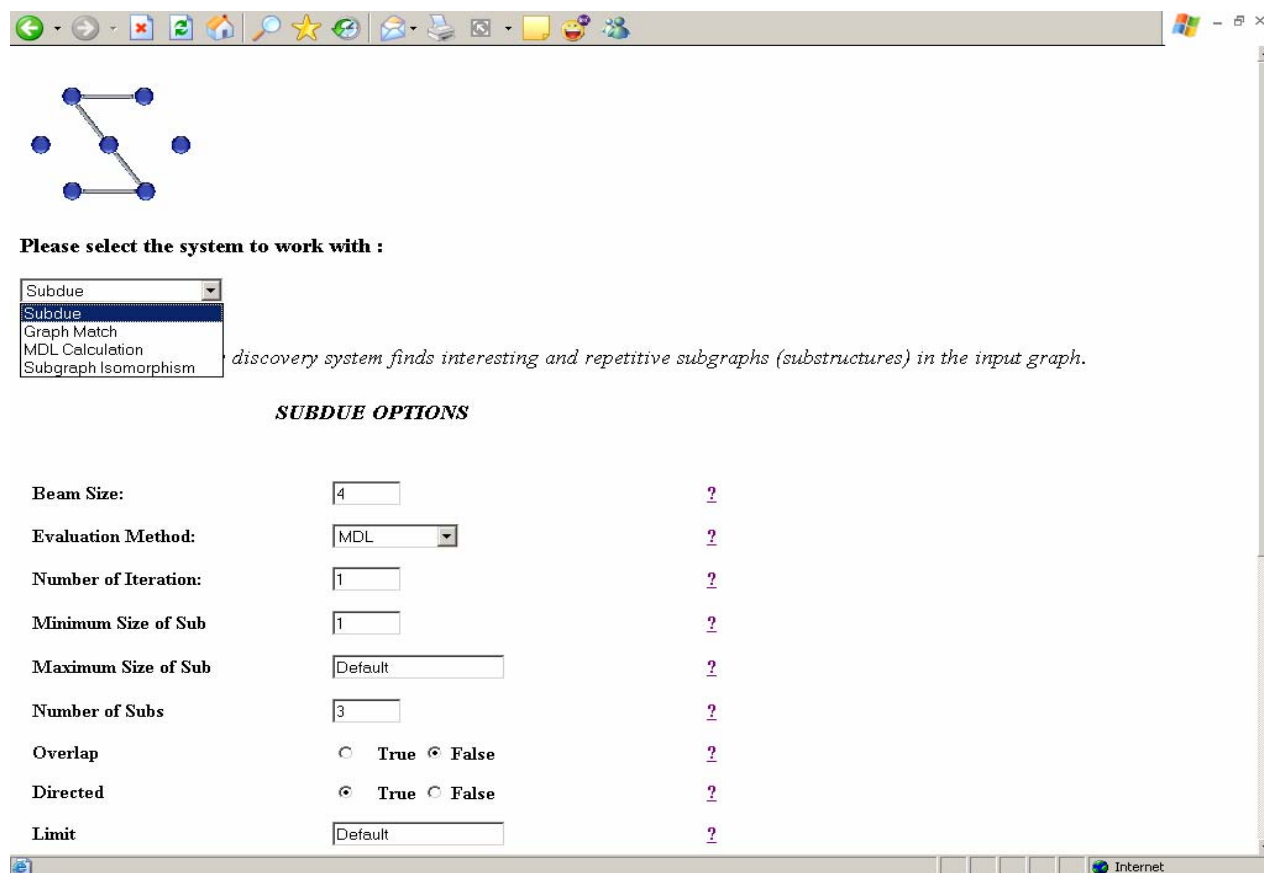 Please select the system to work with :
Subdue
Subdue
Graph Match
MDL Calculation
Subgraph Isomorphism
discovery system finds interesting and repetitive subgraphs (substructures) in the input graph.
SUBDUE OPTIONS
Beam Size: 4 ?
Evaluation Method: MDL ?
Number of Iteration: 1 ?
Minimum Size of Sub 1 ?
Maximum Size of Sub Default ?
Number of Subs 3 ?
Overlap True False ?
Directed True False ?
Limit Default ?
Internet